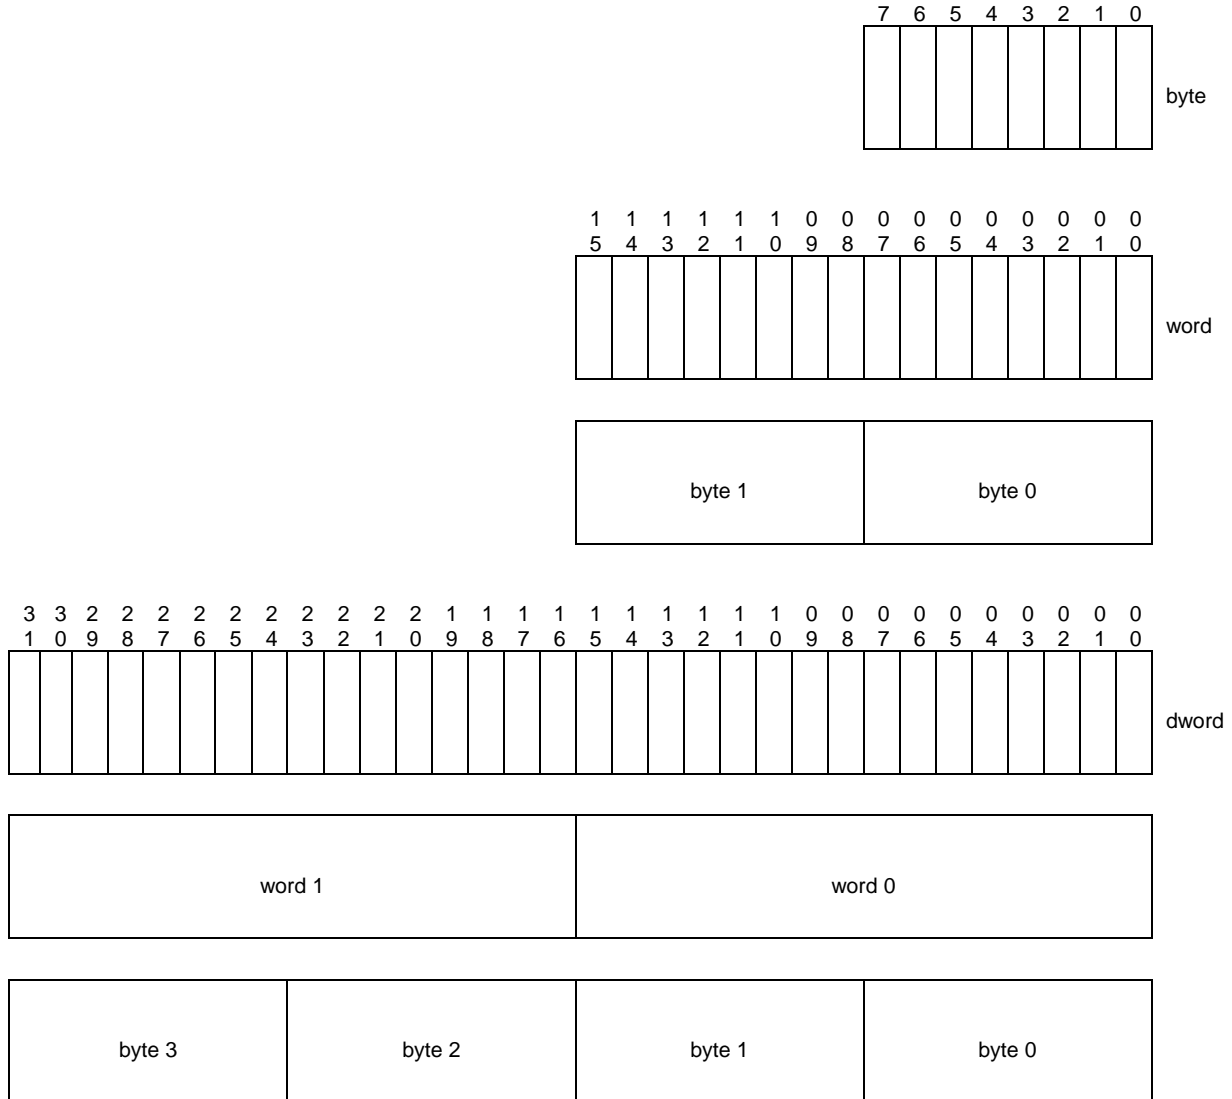 7 6 5 4 3 2 1 0
byte
1 1 1 1 1 1 0 0 0 0 0 0 0 0 0 0
5 4 3 2 1 0 9 8 7 6 5 4 3 2 1 0
word
byte 1 byte 0
3 3 2 2 2 2 2 2 2 2 2 2 1 1 1 1 1 1 1 1 1 1 0 0 0 0 0 0 0 0 0 0
1 0 9 8 7 6 5 4 3 2 1 0 9 8 7 6 5 4 3 2 1 0 9 8 7 6 5 4 3 2 1 0
dword
word 1 word 0
byte 3 byte 2 byte 1 byte 0